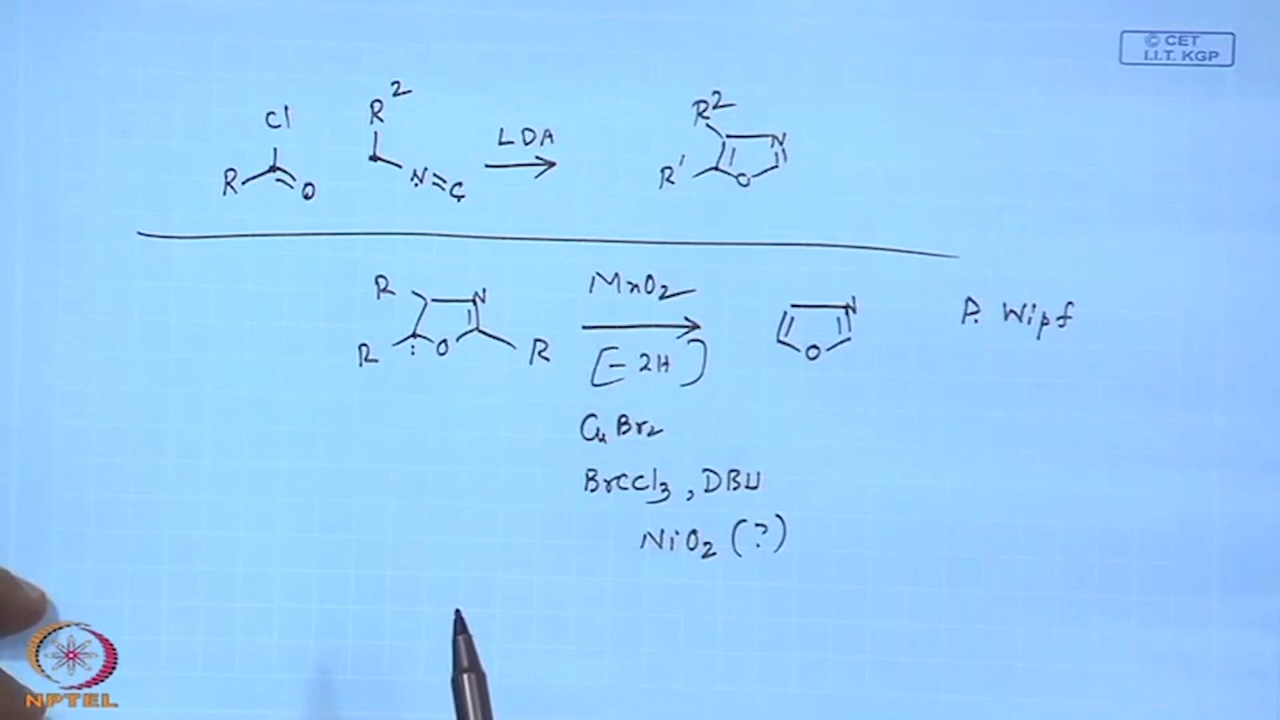 © CET
I.I.T. KGP
R²
Cl
LDA
R²
N
R O
N=C
R' O
R N
MnO₂
N
P. Wipf
R O R
[-2H]
O
CuBr₂
BrCCl₃, DBU
NiO₂ (?)
NPTEL